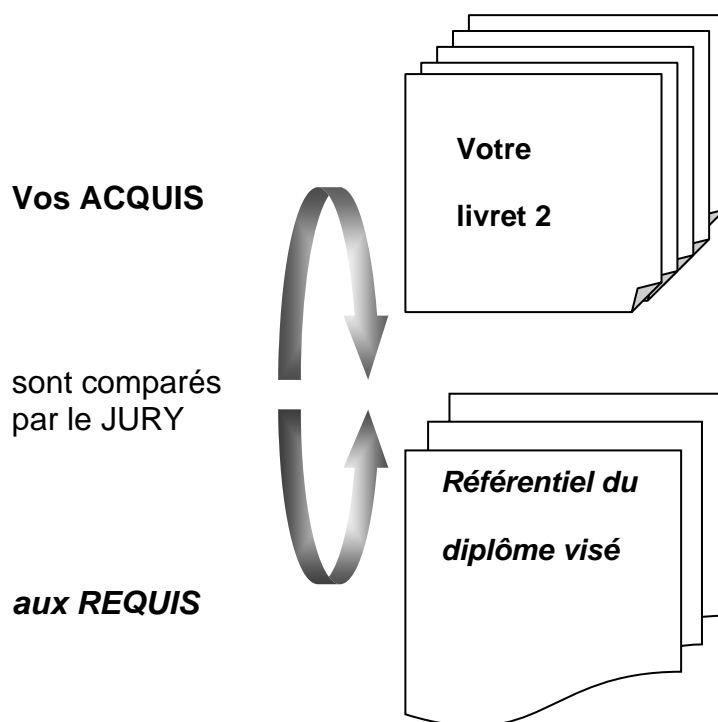 Votre
livret 2
Vos ACQUIS
sont comparés
par le JURY
Référentiel du
diplôme visé
aux REQUIS